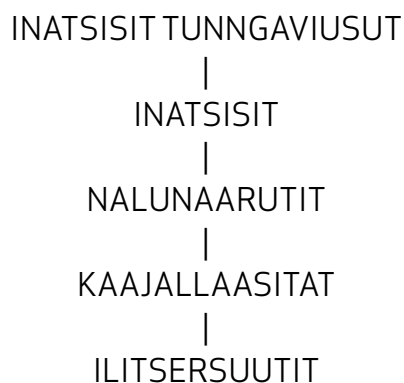 INATSISIT TUNNGAVIUSUT
INATSISIT
NALUNAARUTIT
KAAJALLAASITAT
ILITSERSUUTIT